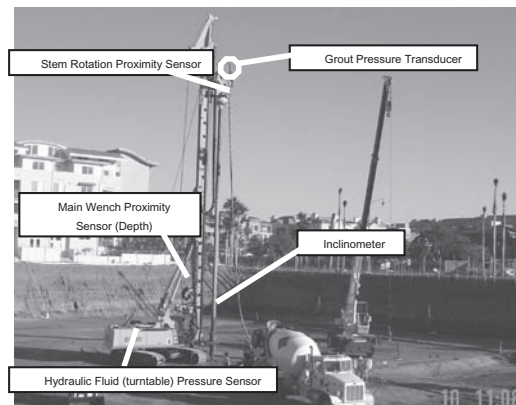 Stem Rotation Proximity Sensor
Grout Pressure Transducer
Main Wench Proximity
Sensor (Depth)
Inclinometer
Hydraulic Fluid (turntable) Pressure Sensor